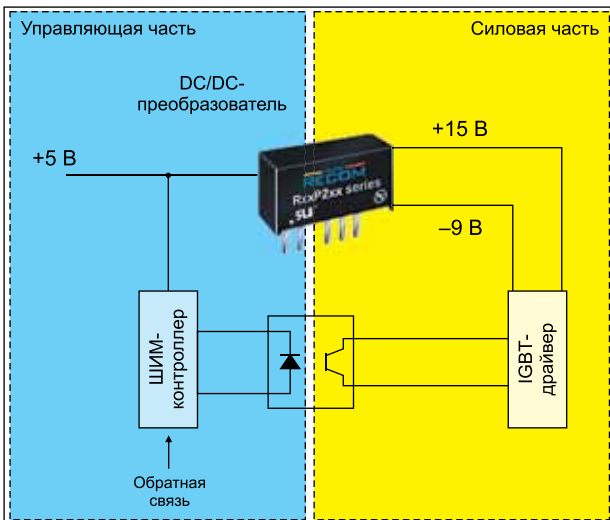 Управляющая часть
Силовая часть
DC/DC-
преобразователь
+5 В
+15 В
RECOM
RxxP2xx series
–9 В
ШИМ-
контроллер
IGBT-
драйвер
Обратная
связь